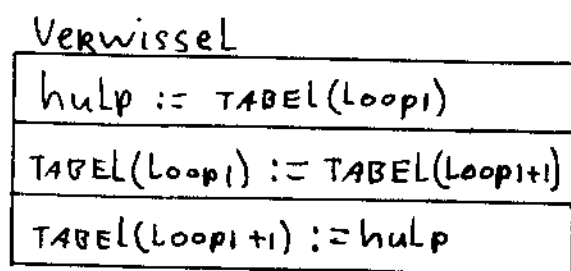 Verwissel
hulp := TABEL(Loop1)
TABEL(Loop1) := TABEL(Loop1+1)
TABEL(Loop1+1) := hulp